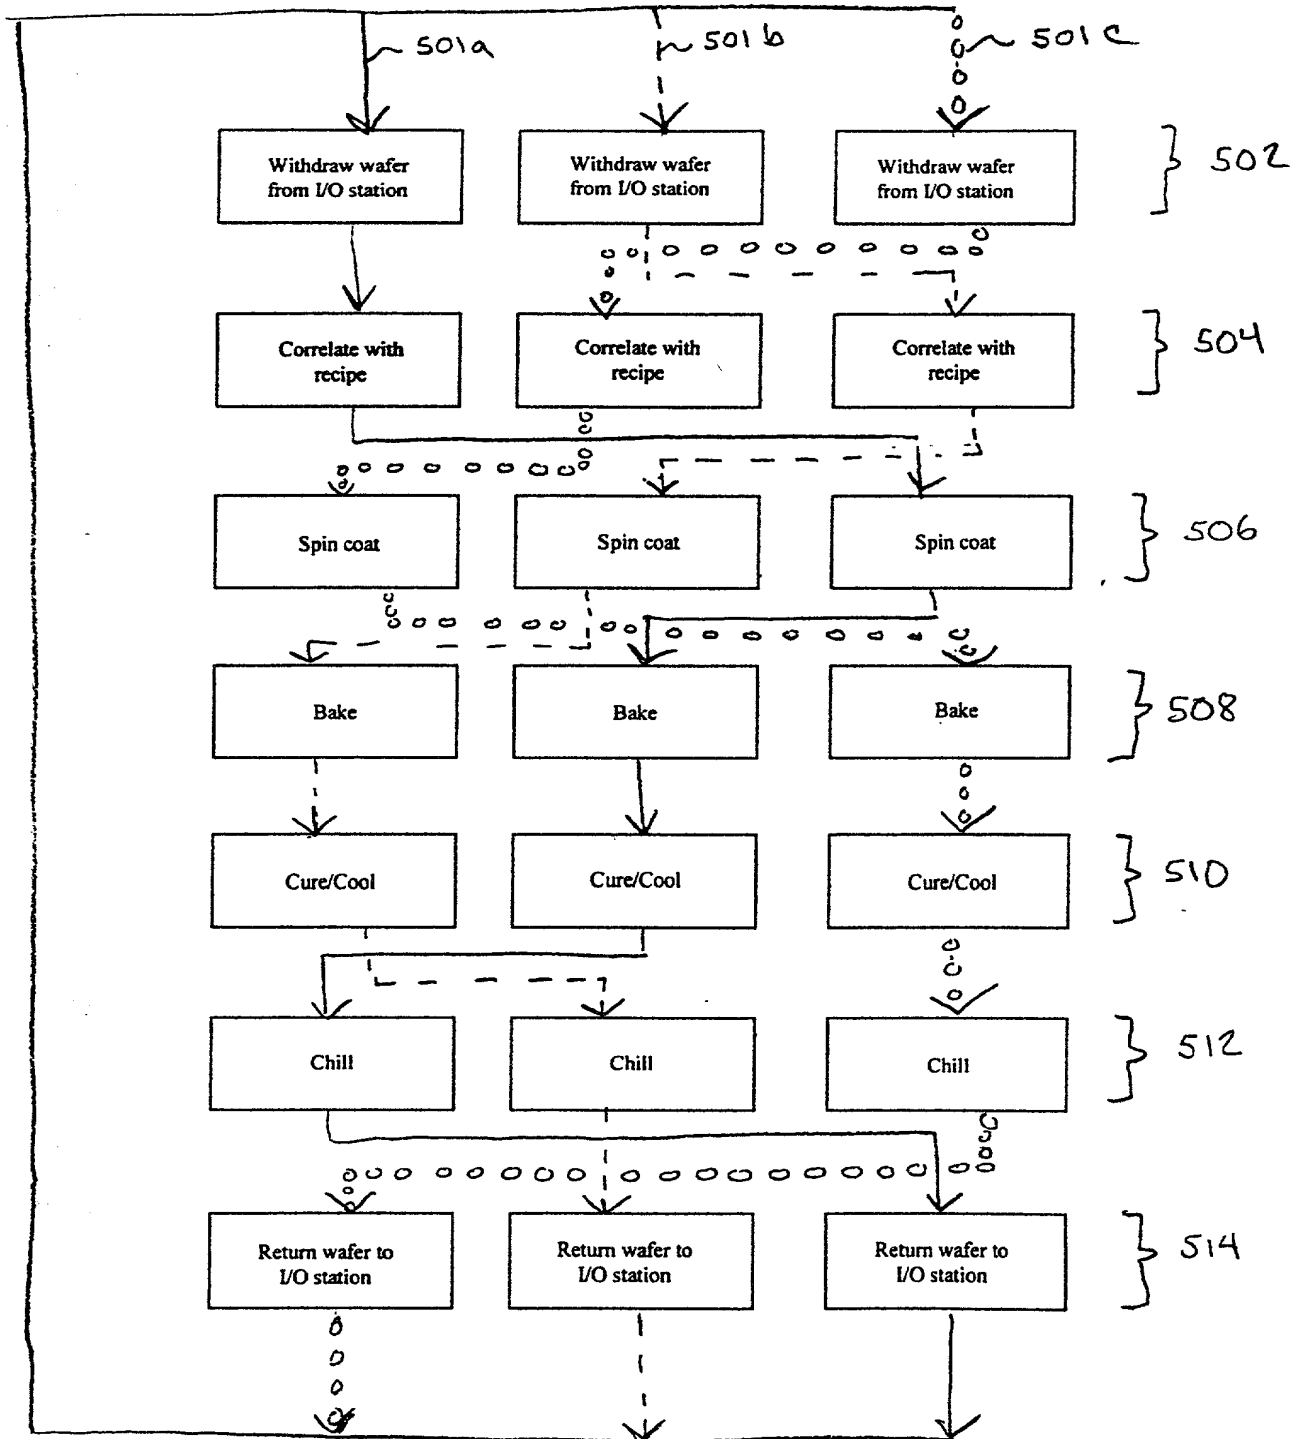 501a
501b
501c
Withdraw wafer
from I/O station
Withdraw wafer
from I/O station
Withdraw wafer
from I/O station
502
Correlate with
recipe
Correlate with
recipe
Correlate with
recipe
504
Spin coat
Spin coat
Spin coat
506
Bake
Bake
Bake
508
Cure/Cool
Cure/Cool
Cure/Cool
510
Chill
Chill
Chill
512
Return wafer to
I/O station
Return wafer to
I/O station
Return wafer to
I/O station
514